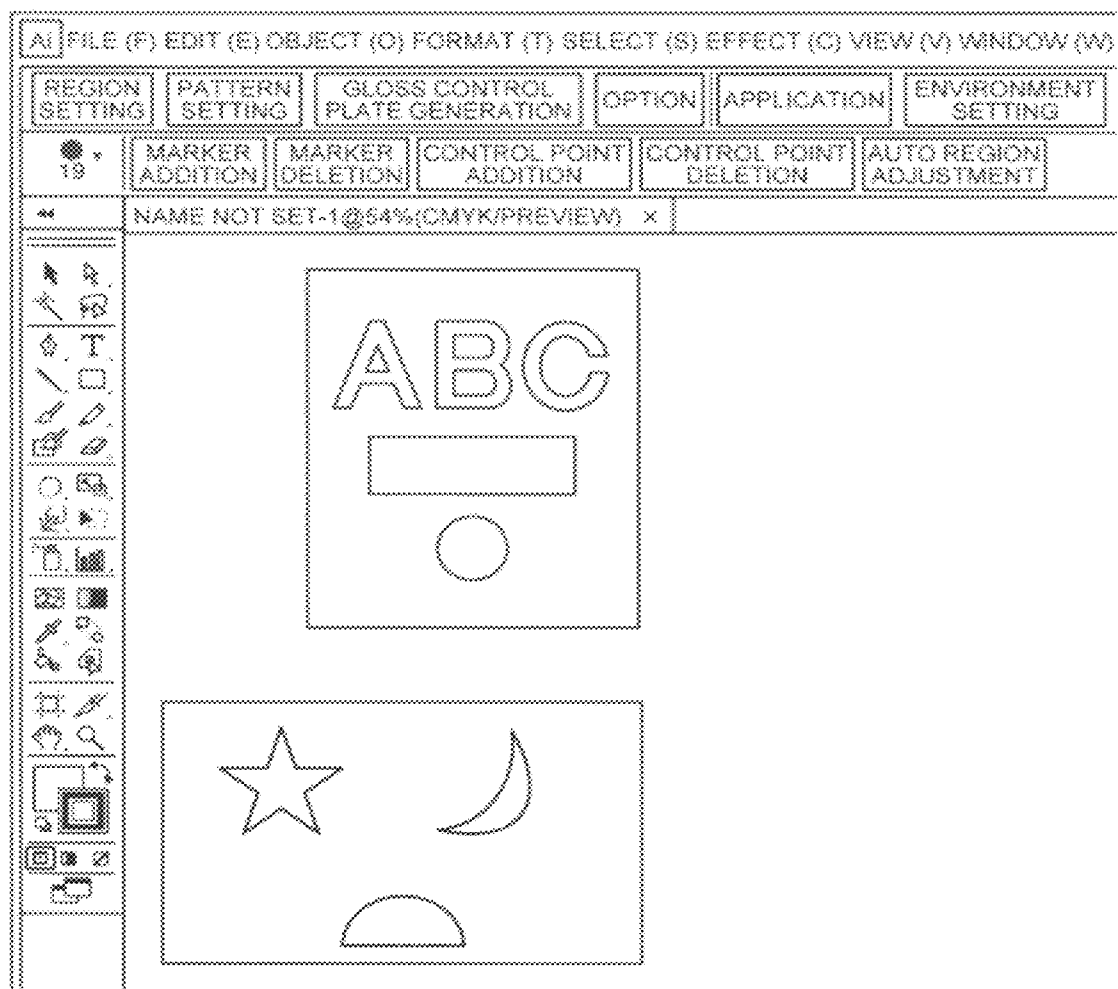 Ai FILE (F) EDIT (E) OBJECT (O) FORMAT (T) SELECT (S) EFFECT (C) VIEW (V) WINDOW (W)
REGION SETTING PATTERN SETTING GLOSS CONTROL PLATE GENERATION OPTION APPLICATION ENVIRONMENT SETTING
19 MARKER ADDITION MARKER DELETION CONTROL POINT ADDITION CONTROL POINT DELETION AUTO REGION ADJUSTMENT
NAME NOT SET-1@54%(CMYK/PREVIEW) ×
T
ABC